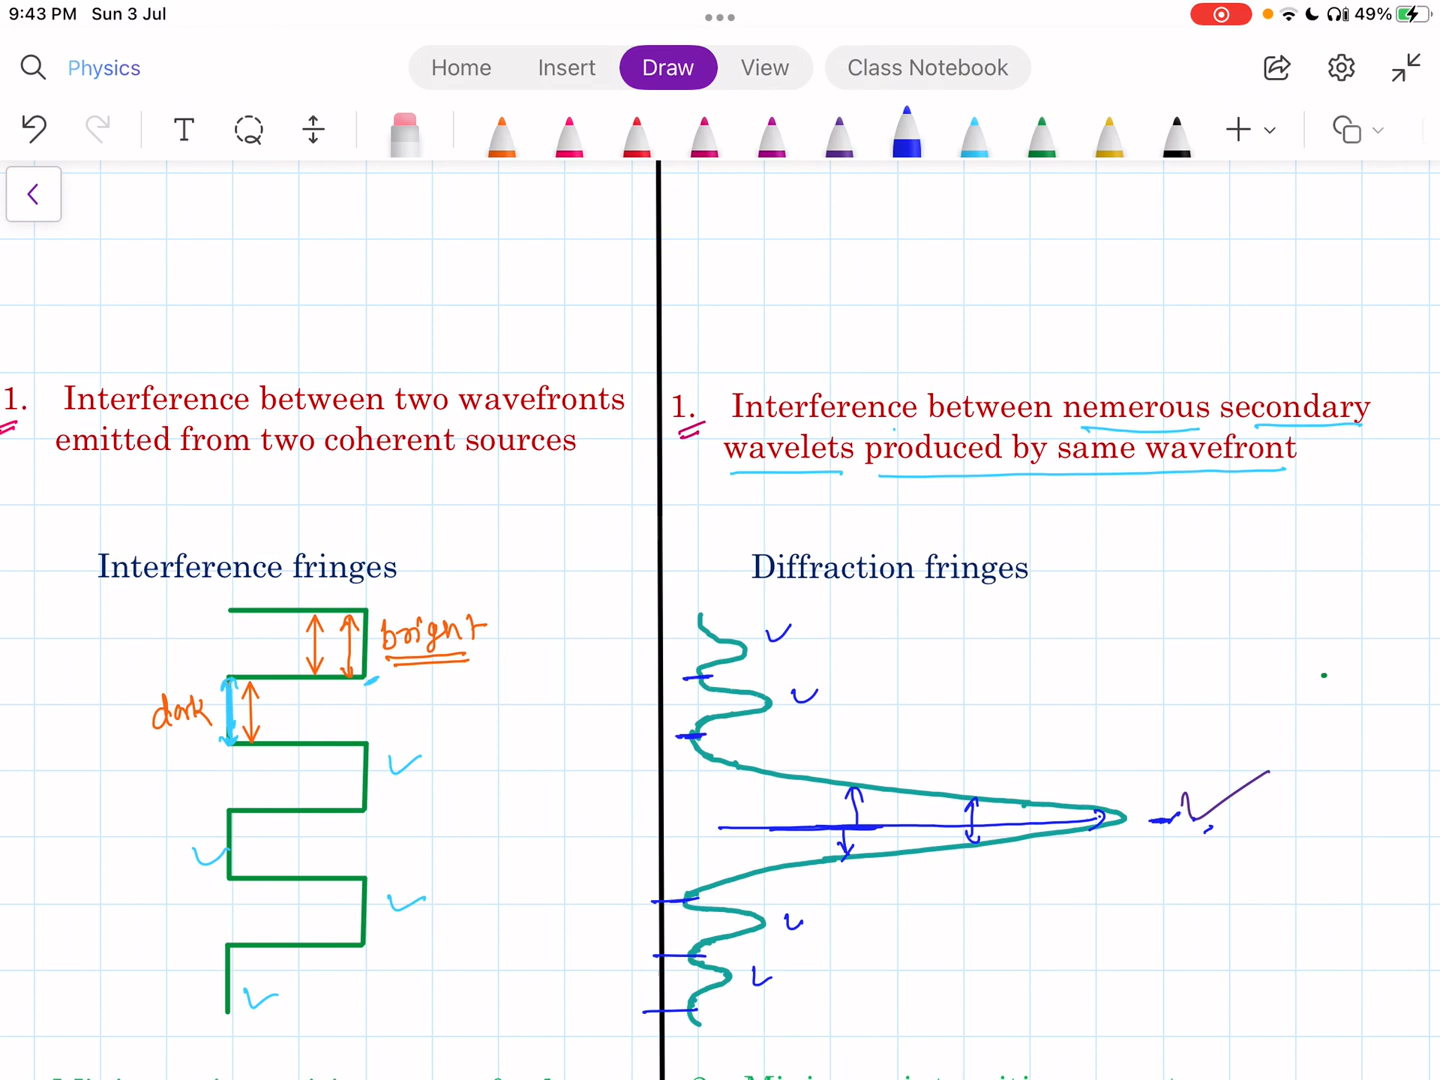 9:43 PM Sun 3 Jul
49%
Physics
Home Insert Draw View Class Notebook
T
1. Interference between two wavefronts
emitted from two coherent sources
1. Interference between nemerous secondary
wavelets produced by same wavefront
Interference fringes
Diffraction fringes
bright
dark